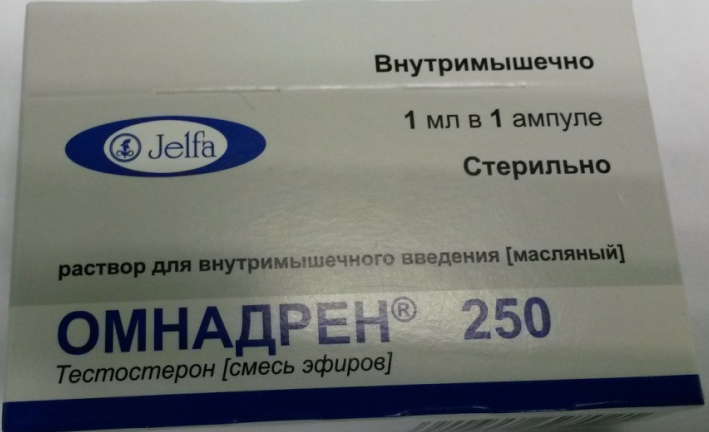 Внутримышечно
1 мл в 1 ампуле
Jelfa
Стерильно
раствор для внутримышечного введения [масляный]
ОМНАДРЕН® 250
Тестостерон [смесь эфиров]